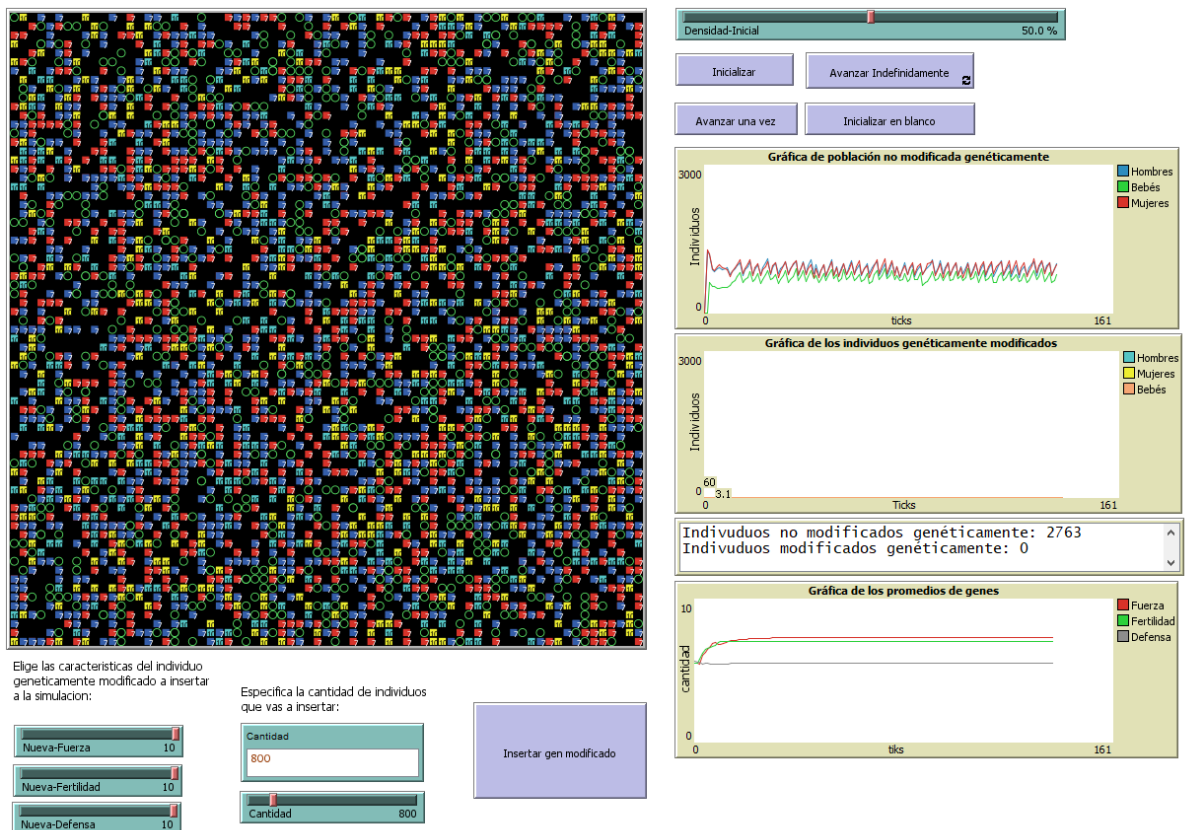 Densidad-Inicial 50.0 %
Inicializar
Avanzar Indefinidamente
Avanzar una vez
Inicializar en blanco
Gráfica de población no modificada genéticamente
3000
Individuos
0
0 ticks 161
Hombres
Bebés
Mujeres
Gráfica de los individuos genéticamente modificados
3000
Individuos
0
60
3.1
0 Ticks 161
Hombres
Mujeres
Bebés
Indivuduos no modificados genéticamente: 2763
Indivuduos modificados genéticamente: 0
Gráfica de los promedios de genes
10
cantidad
0
0 tiks 161
Fuerza
Fertilidad
Defensa
Elige las caracteristicas del individuo
geneticamente modificado a insertar
a la simulacion:
Nueva-Fuerza 10
Nueva-Fertilidad 10
Nueva-Defensa 10
Especifica la cantidad de individuos
que vas a insertar:
Cantidad
800
Cantidad 800
Insertar gen modificado